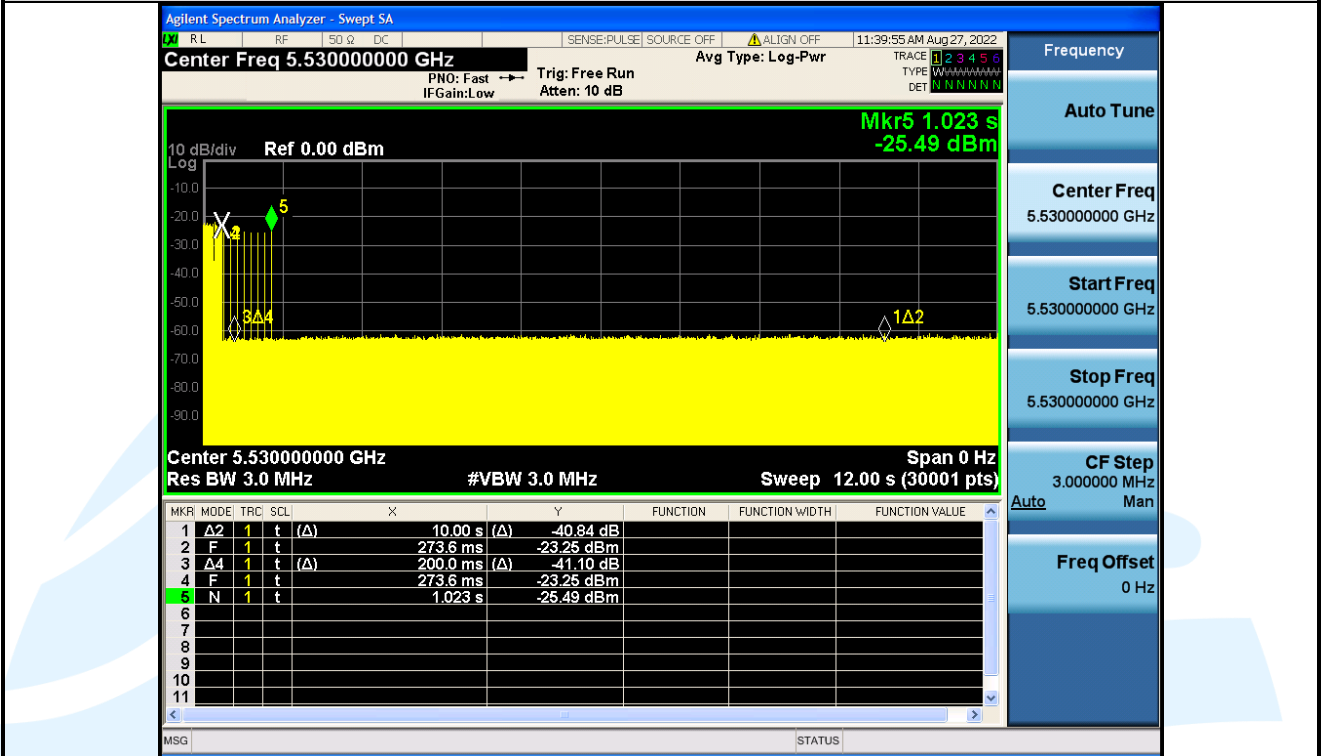 Agilent Spectrum Analyzer - Swept SA
LXI RL RF 50 Ω DC SENSE:PULSE SOURCE OFF ALIGN OFF 11:39:55 AM Aug 27, 2022
Center Freq 5.530000000 GHz
PNO: Fast
IFGain:Low
Trig: Free Run
Atten: 10 dB
Avg Type: Log-Pwr
TRACE 1 2 3 4 5 6
TYPE
DET N N N N N N
Mkr5 1.023 s
-25.49 dBm
10 dB/div Ref 0.00 dBm
Log
-10.0
-20.0
-30.0
-40.0
-50.0
-60.0
-70.0
-80.0
-90.0
X
5
3Δ4
1Δ2
Center 5.530000000 GHz Span 0 Hz
Res BW 3.0 MHz #VBW 3.0 MHz Sweep 12.00 s (30001 pts)
MKR MODE TRC SCL X Y FUNCTION FUNCTION WIDTH FUNCTION VALUE
1 Δ2 1 t (Δ) 10.00 s (Δ) -40.84 dB
2 F 1 t 273.6 ms -23.25 dBm
3 Δ4 1 t (Δ) 200.0 ms (Δ) -41.10 dB
4 F 1 t 273.6 ms -23.25 dBm
5 N 1 t 1.023 s -25.49 dBm
6
7
8
9
10
11
MSG STATUS
Frequency
Auto Tune
Center Freq
5.530000000 GHz
Start Freq
5.530000000 GHz
Stop Freq
5.530000000 GHz
CF Step
3.000000 MHz
Auto Man
Freq Offset
0 Hz